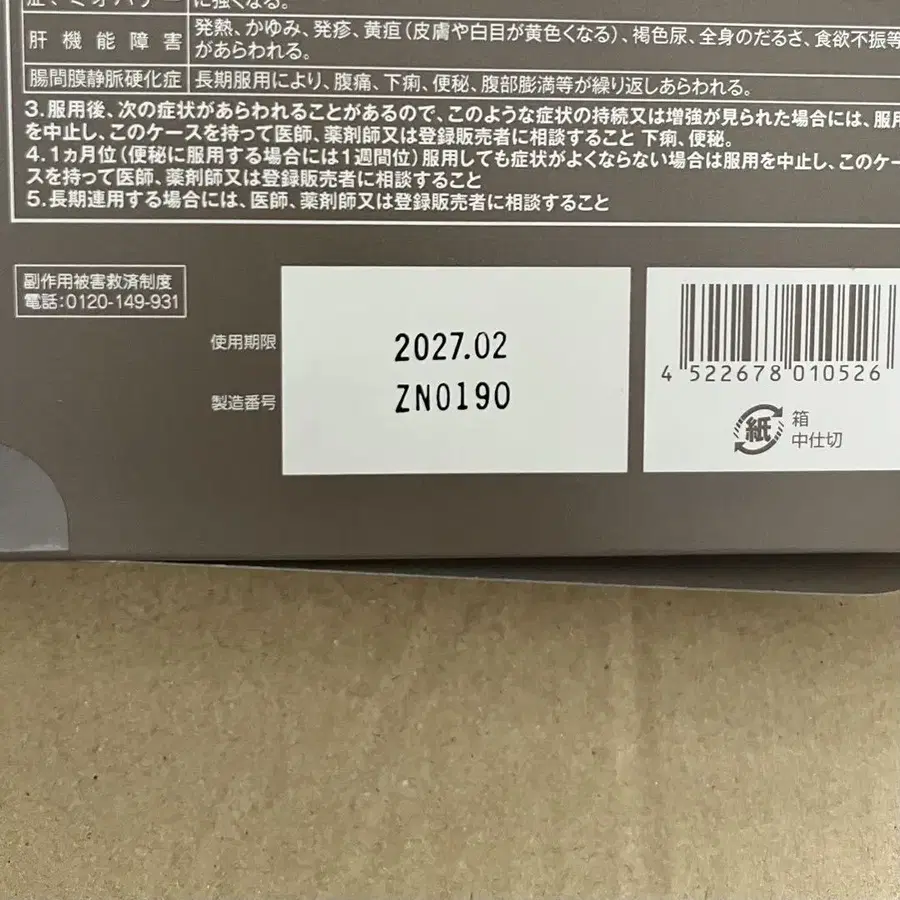 に強くなる。
肝機能障害 発熱、かゆみ、発疹、黄疸(皮膚や白目が黄色くなる)、褐色尿、全身のだるさ、食欲不振等
があらわれる。
腸間膜静脈硬化症 長期服用により、腹痛、下痢、便秘、腹部膨満等が繰り返しあらわれる。
3.服用後、次の症状があらわれることがあるので、このような症状の持続又は増強が見られた場合には、服用
を中止し、このケースを持って医師、薬剤師又は登録販売者に相談すること 下痢、便秘。
4.1ヵ月位(便秘に服用する場合には1週間位)服用しても症状がよくならない場合は服用を中止し、このケー
スを持って医師、薬剤師又は登録販売者に相談すること
5.長期連用する場合には、医師、薬剤師又は登録販売者に相談すること
副作用被害救済制度
電話:0120-149-931
使用期限 2027.02
製造番号 ZN0190
4 522678 010526
紙 箱
中仕切